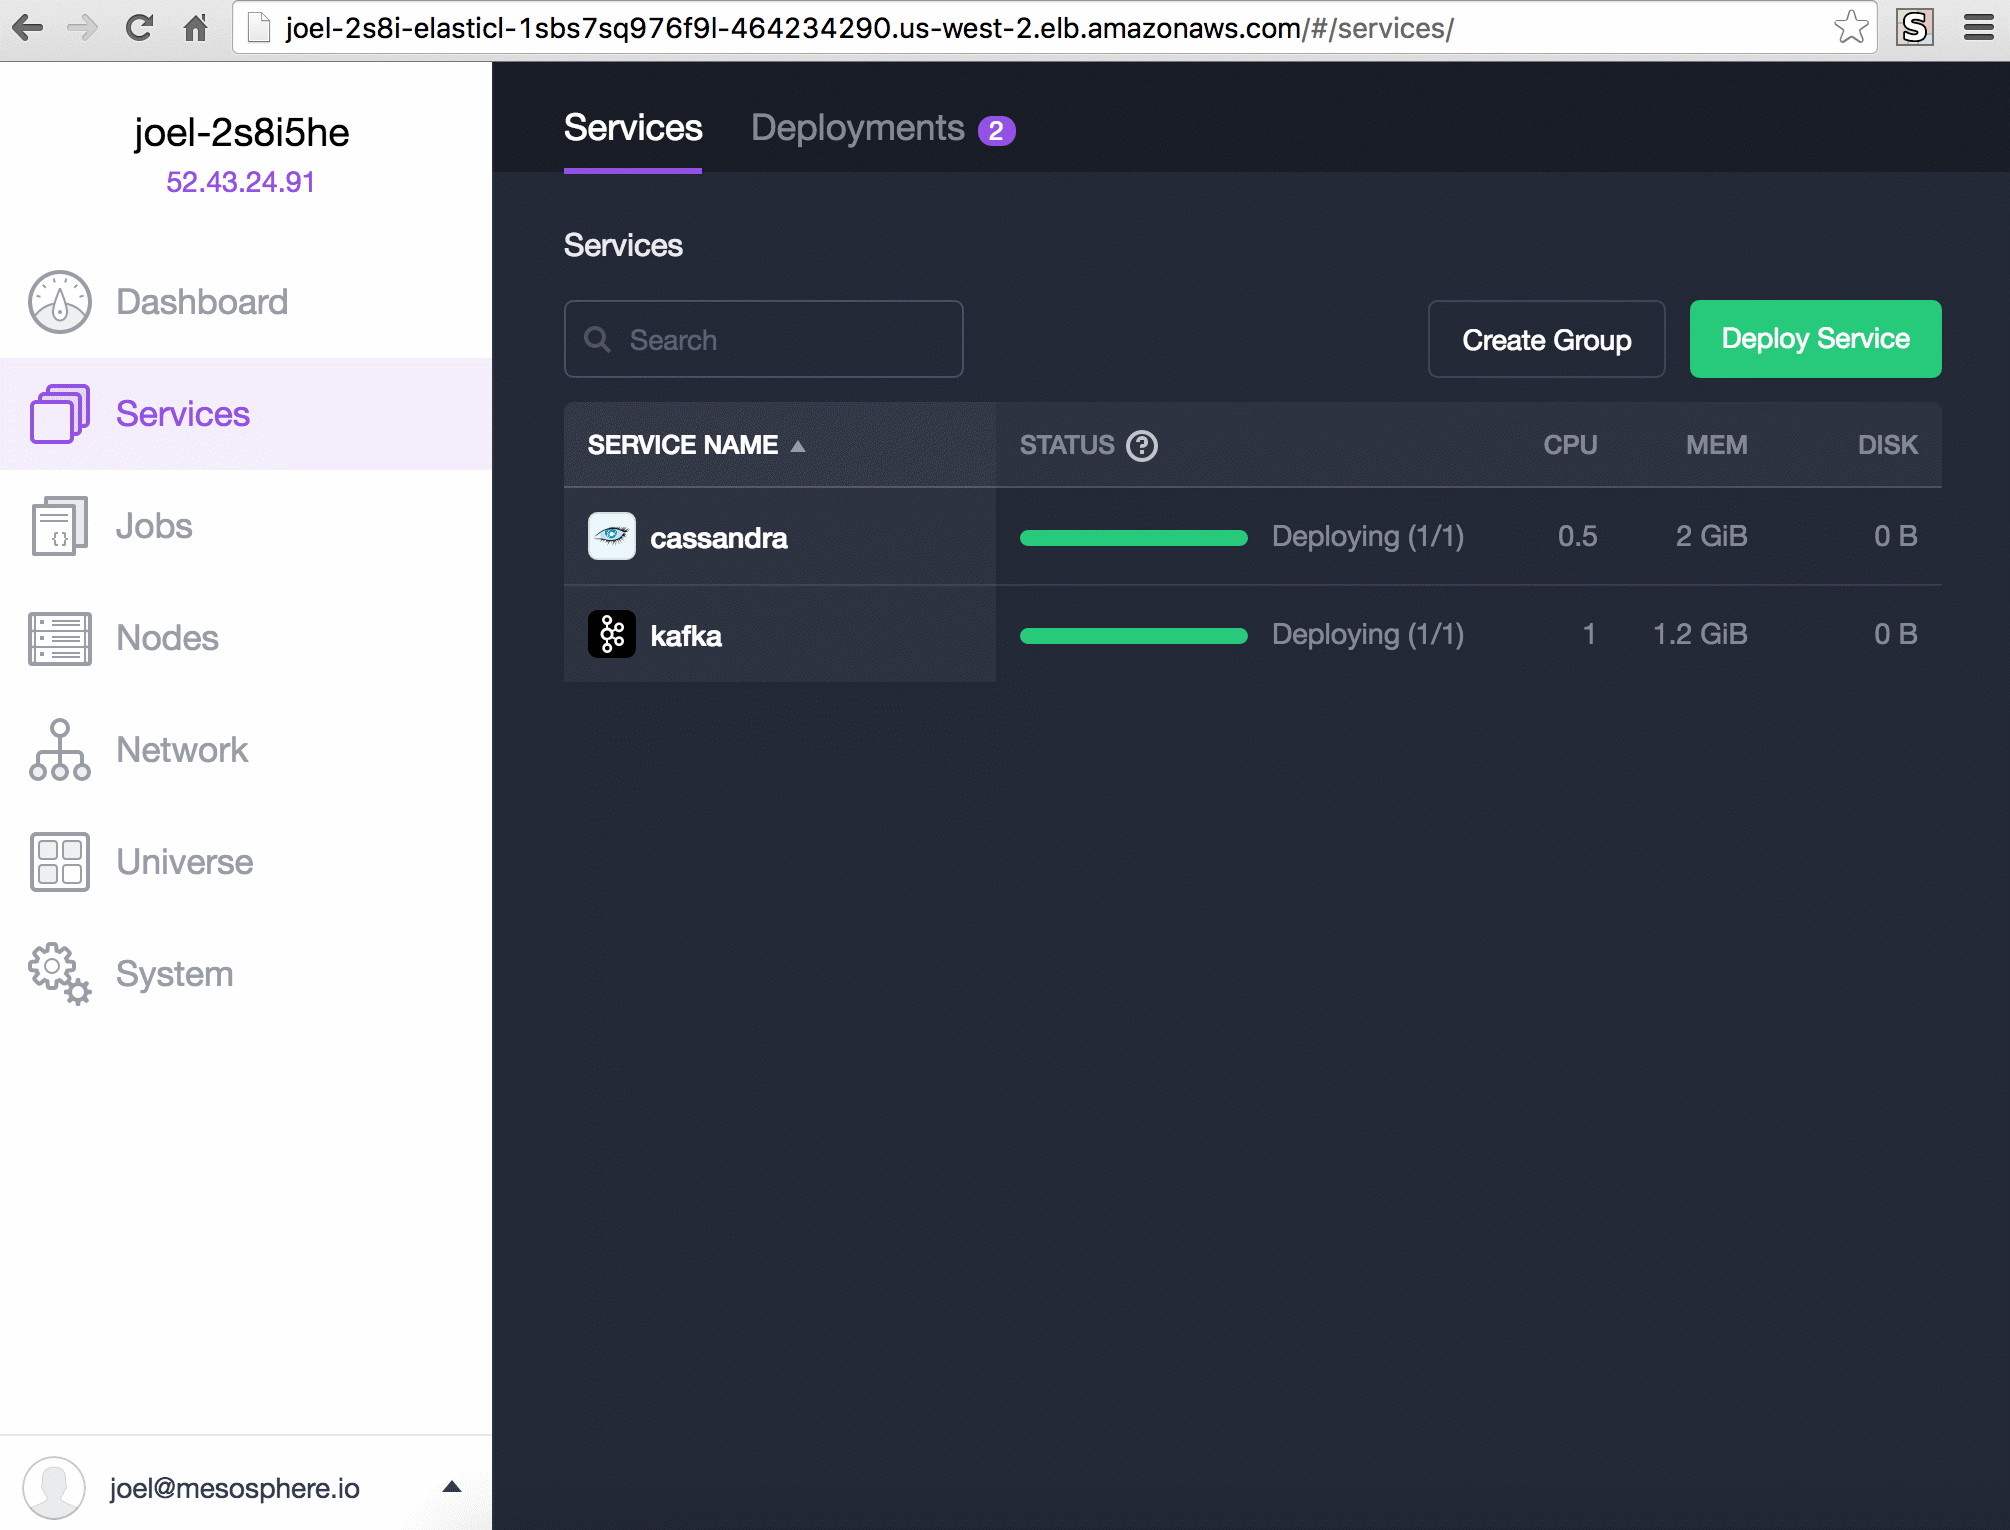 joel-2s8i-elasticl-1sbs7sq976f9l-464234290.us-west-2.elb.amazonaws.com/#/services/
S
joel-2s8i5he
52.43.24.91
Dashboard
Services
Jobs
Nodes
Network
Universe
System
joel@mesosphere.io
Services Deployments 2
Services
Search
Create Group
Deploy Service
SERVICE NAME STATUS ? CPU MEM DISK
cassandra Deploying (1/1) 0.5 2 GiB 0 B
kafka Deploying (1/1) 1 1.2 GiB 0 B